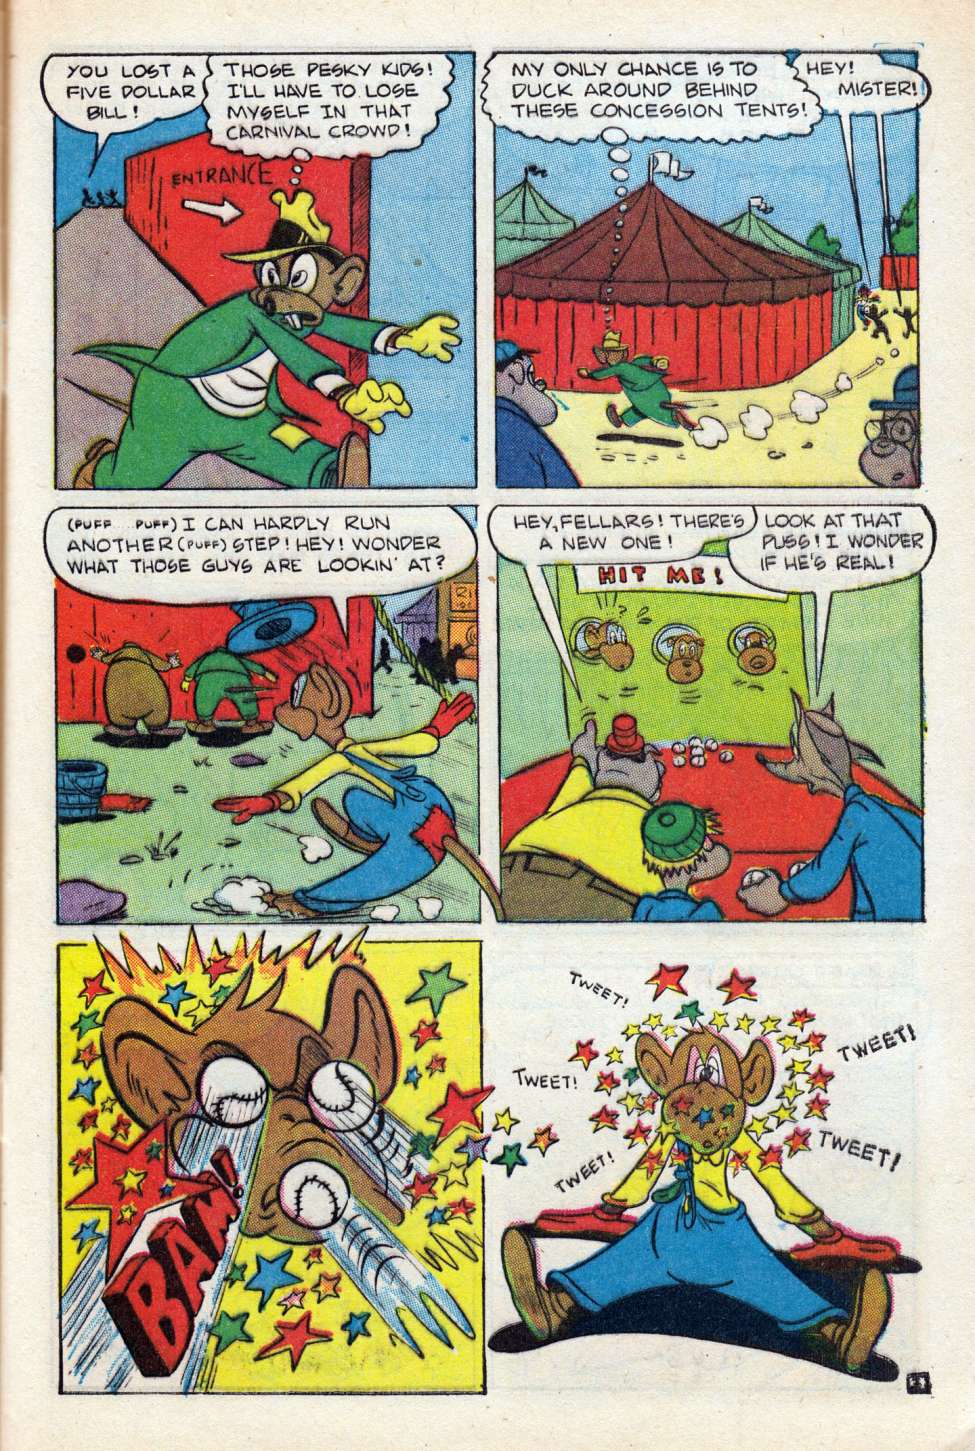 YOU LOST A
FIVE DOLLAR
BILL!
THOSE PESKY KIDS!
I'LL HAVE TO LOSE
MYSELF IN THAT
CARNIVAL CROWD!
ENTRANCE
MY ONLY CHANCE IS TO
DUCK AROUND BEHIND
THESE CONCESSION TENTS!
HEY!
MISTER!
(PUFF... PUFF) I CAN HARDLY RUN
ANOTHER (PUFF) STEP! HEY! WONDER
WHAT THOSE GUYS ARE LOOKIN' AT?
HEY, FELLARS! THERE'S
A NEW ONE!
LOOK AT THAT
PUSS! I WONDER
IF HE'S REAL!
HIT ME!
?
BAM!
TWEET!
TWEET!
TWEET!
TWEET!
TWEET!